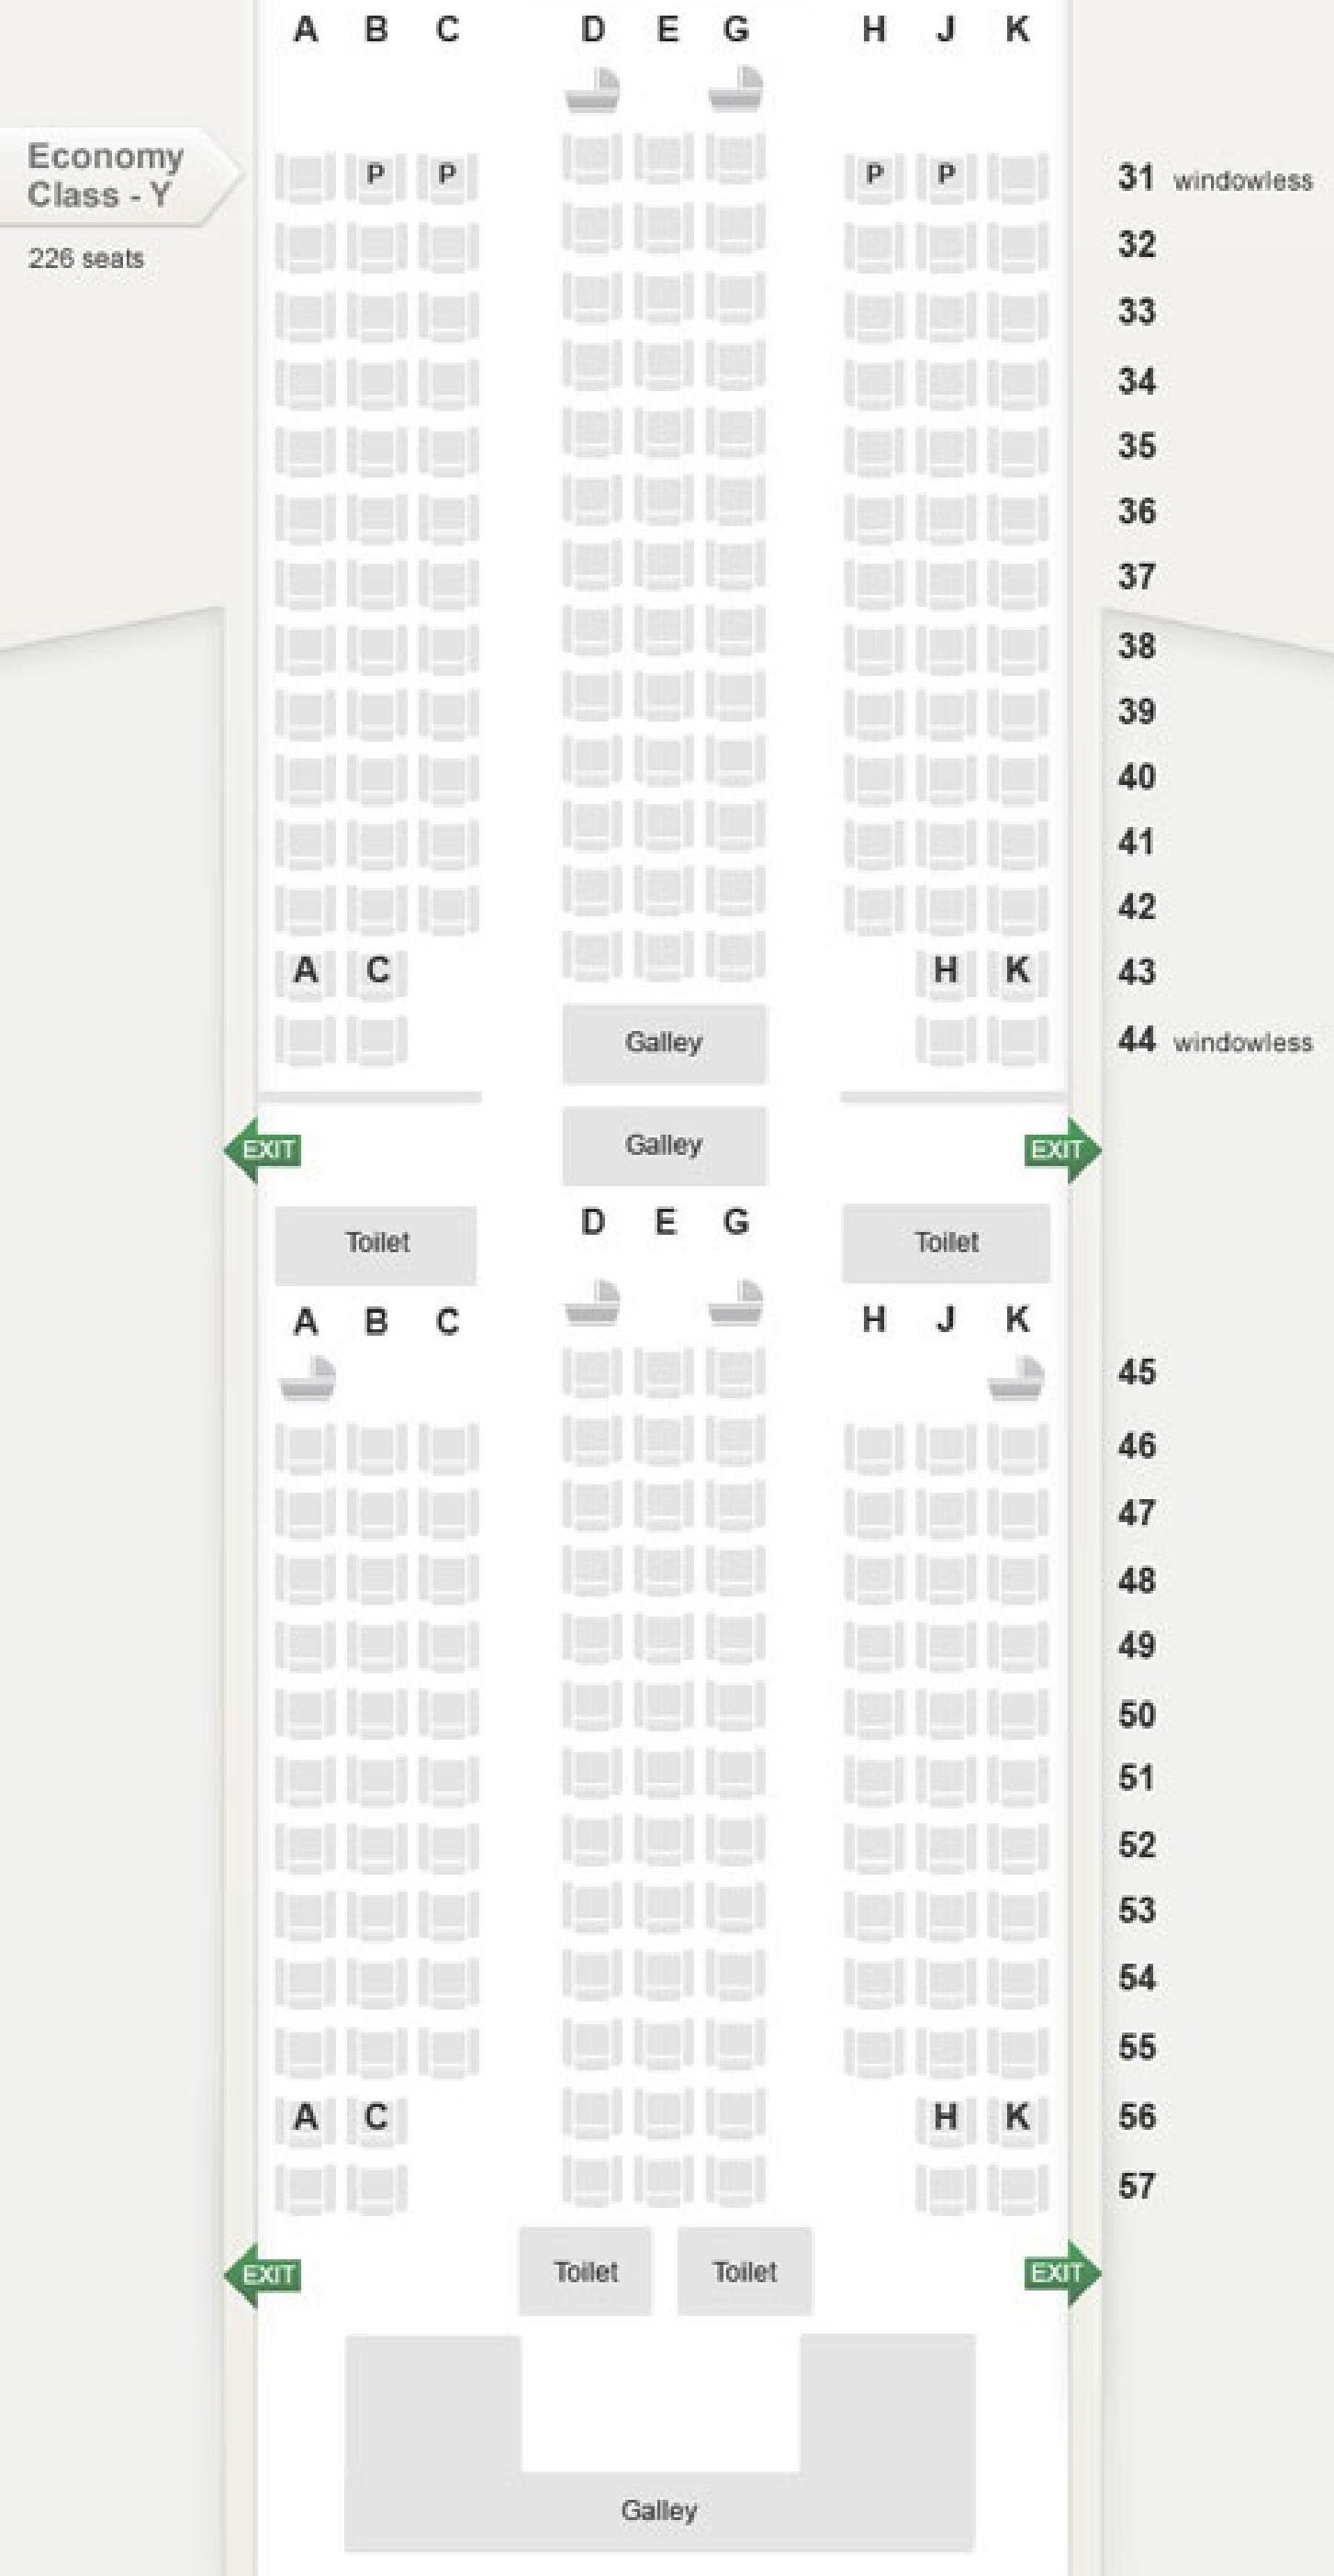 A B C D E G H J K
Economy
Class - Y
P P P P 31 windowless
226 seats
32
33
34
35
36
37
38
39
40
41
42
A C H K 43
Galley
44 windowless
EXIT Galley EXIT
D E G
Toilet Toilet
A B C H J K
45
46
47
48
49
50
51
52
53
54
55
A C H K 56
57
EXIT Toilet Toilet EXIT
Galley